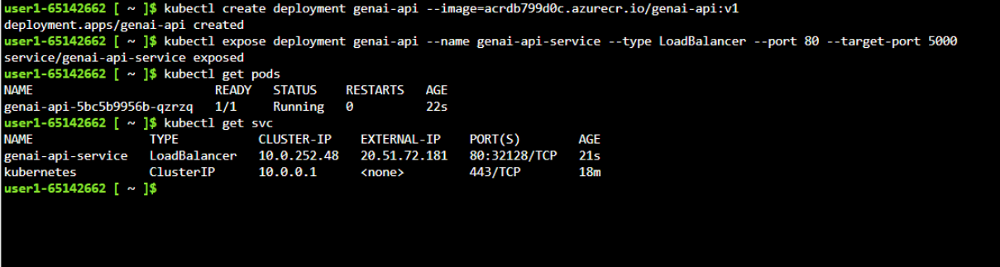 user1-65142662 [ ~ ]$ kubectl create deployment genai-api --image=acrdb799d0c.azurecr.io/genai-api:v1
deployment.apps/genai-api created
user1-65142662 [ ~ ]$ kubectl expose deployment genai-api --name genai-api-service --type LoadBalancer --port 80 --target-port 5000
service/genai-api-service exposed
user1-65142662 [ ~ ]$ kubectl get pods
NAME                         READY   STATUS    RESTARTS   AGE
genai-api-5bc5b9956b-qzrzq   1/1     Running   0          22s
user1-65142662 [ ~ ]$ kubectl get svc
NAME                TYPE           CLUSTER-IP    EXTERNAL-IP    PORT(S)        AGE
genai-api-service   LoadBalancer   10.0.252.48   20.51.72.181   80:32128/TCP   21s
kubernetes          ClusterIP      10.0.0.1      <none>         443/TCP        18m
user1-65142662 [ ~ ]$